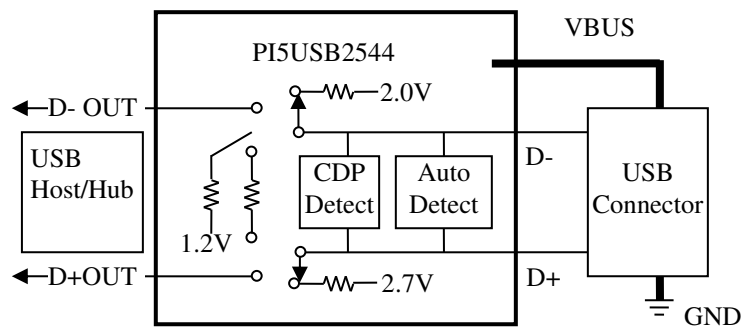 VBUS
PI5USB2544
2.0V
D- OUT
USB
Host/Hub
CDP
Detect
Auto
Detect
D-
USB
Connector
1.2V
D+OUT
2.7V
D+
GND